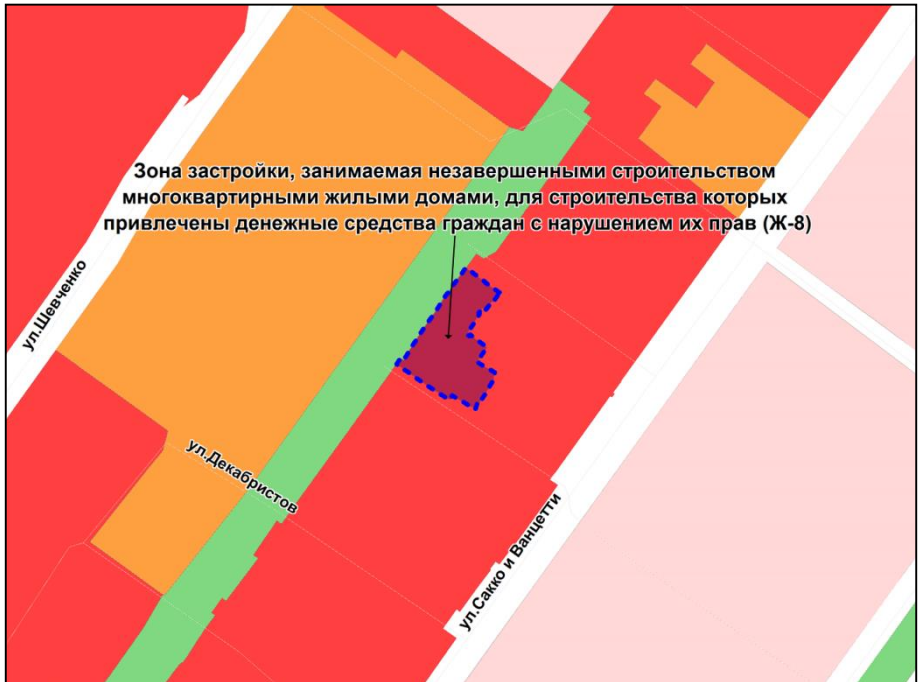 Зона застройки, занимаемая незавершенными строительством
многоквартирными жилыми домами, для строительства которых
привлечены денежные средства граждан с нарушением их прав (Ж-8)
ул.Шевченко
ул.Декабристов
ул.Сакко и Ванцетти